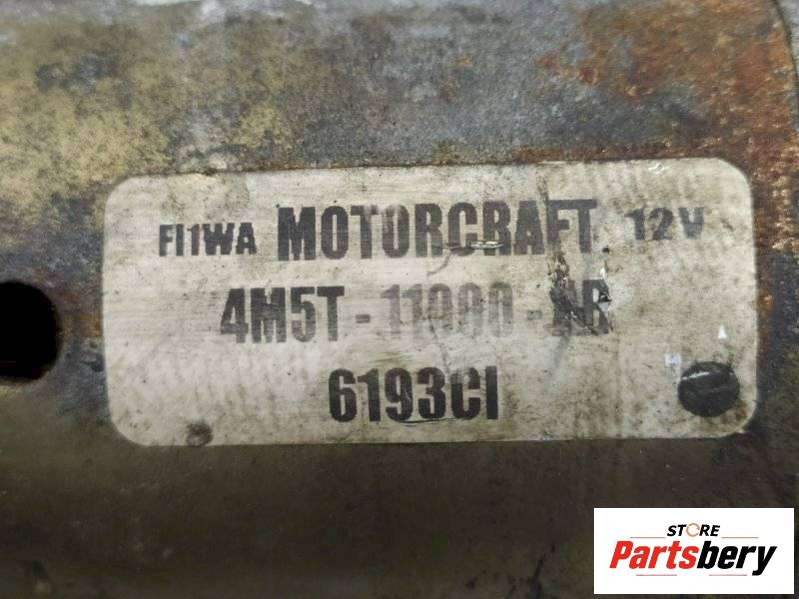 FI1WA MOTORCRAFT 12V
4M5T-11000-
6193CI
STORE
Partsbery